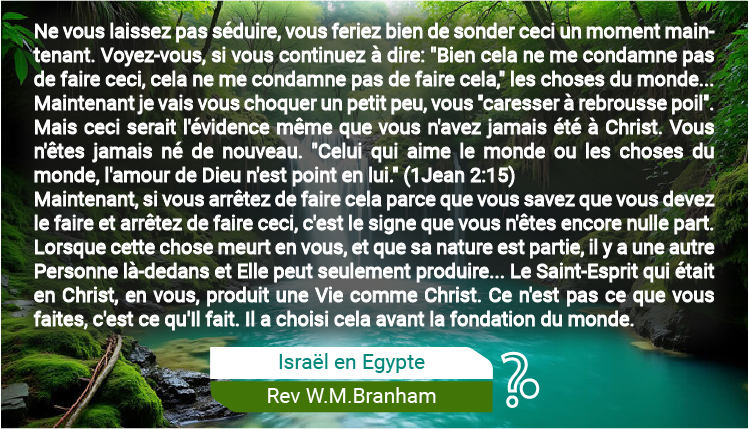 Ne vous laissez pas séduire, vous feriez bien de sonder ceci un moment main-
tenant. Voyez-vous, si vous continuez à dire: "Bien cela ne me condamne pas
de faire ceci, cela ne me condamne pas de faire cela," les choses du monde...
Maintenant je vais vous choquer un petit peu, vous "caresser à rebrousse poil".
Mais ceci serait l'évidence même que vous n'avez jamais été à Christ. Vous
n'êtes jamais né de nouveau. "Celui qui aime le monde ou les choses du
monde, l'amour de Dieu n'est point en lui." (1Jean 2:15)
Maintenant, si vous arrêtez de faire cela parce que vous savez que vous devez
le faire et arrêtez de faire ceci, c'est le signe que vous n'êtes encore nulle part.
Lorsque cette chose meurt en vous, et que sa nature est partie, il y a une autre
Personne là-dedans et Elle peut seulement produire... Le Saint-Esprit qui était
en Christ, en vous, produit une Vie comme Christ. Ce n'est pas ce que vous
faites, c'est ce qu'Il fait. Il a choisi cela avant la fondation du monde.
Israël en Egypte
Rev W.M.Branham
?